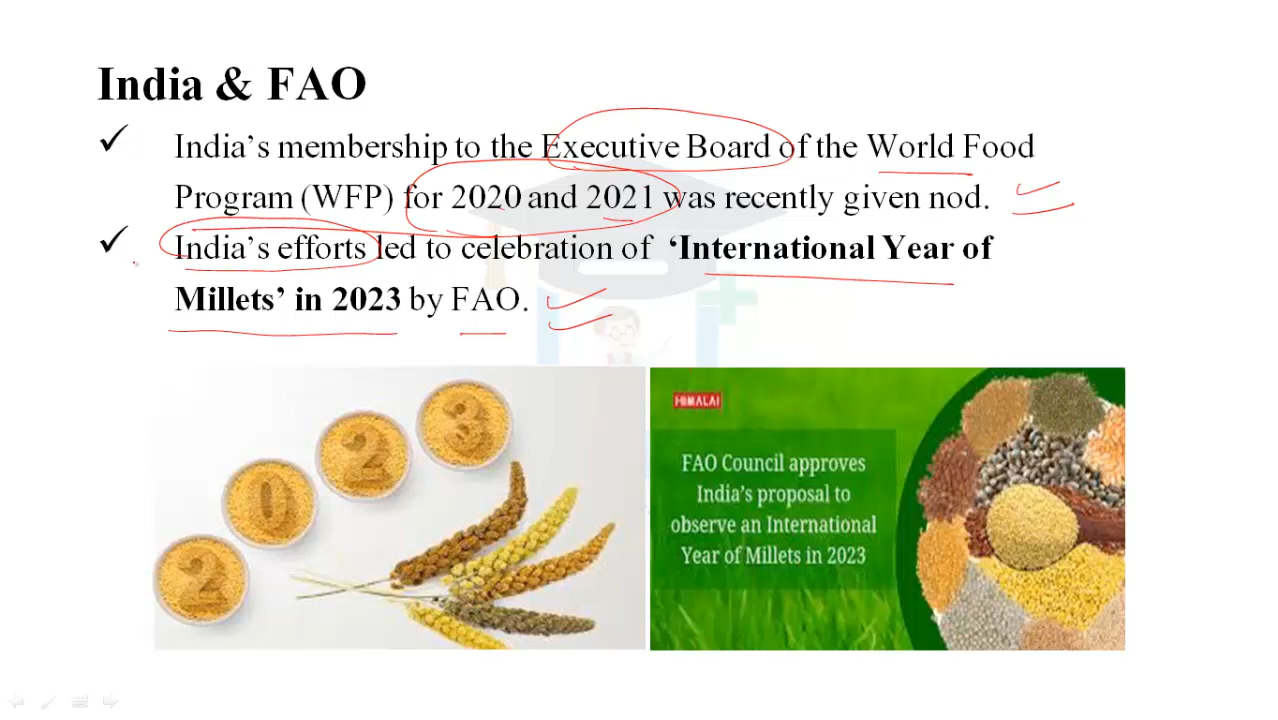 India & FAO
✓ India's membership to the Executive Board of the World Food
Program (WFP) for 2020 and 2021 was recently given nod.
✓ India's efforts led to celebration of 'International Year of
Millets' in 2023 by FAO.
2023
HIMALAI
FAO Council approves
India's proposal to
observe an International
Year of Millets in 2023